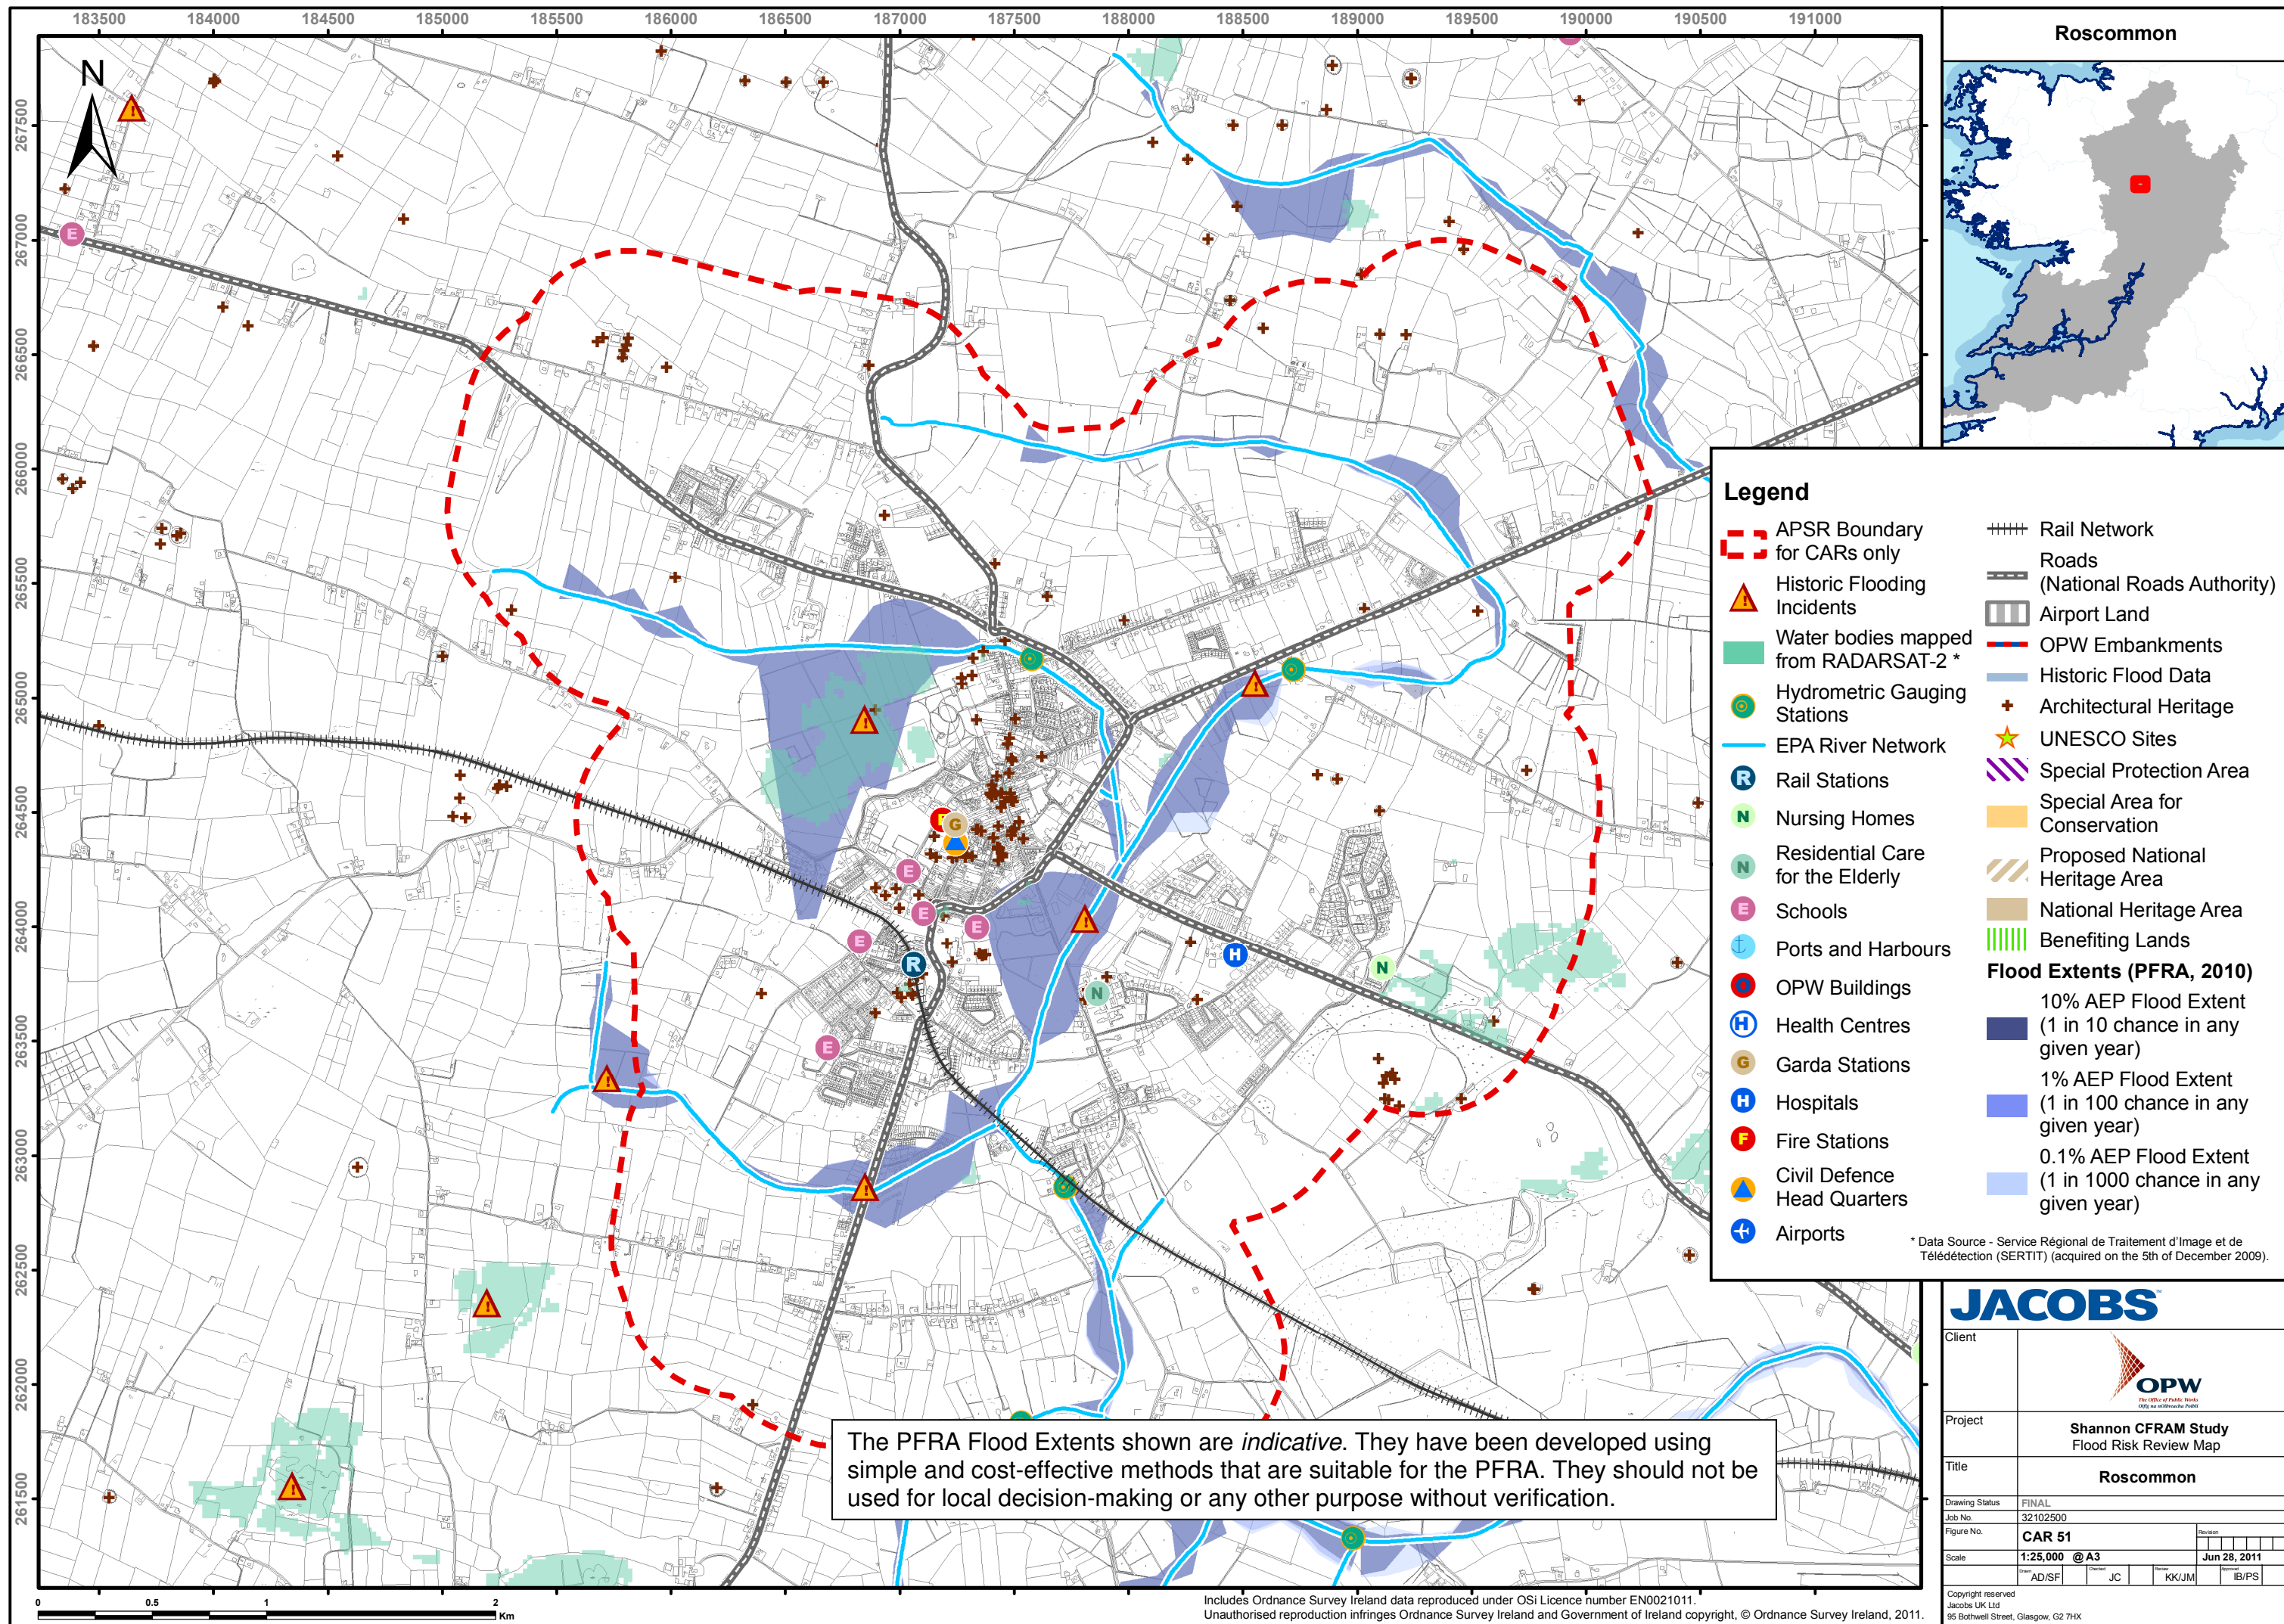 183500 184000 184500 185000 185500 186000 186500 187000 187500 188000 188500 189000 189500 190000 190500 191000
267500
267000
266500
266000
265500
265000
264500
264000
263500
263000
262500
262000
261500
N
E
E
E
E
E
E
F
G
R
H
N
N
Roscommon
Legend
APSR Boundary
for CARs only
Historic Flooding
Incidents
Water bodies mapped
from RADARSAT-2 *
Hydrometric Gauging
Stations
EPA River Network
R Rail Stations
N Nursing Homes
N Residential Care
for the Elderly
E Schools
Ports and Harbours
O OPW Buildings
H Health Centres
G Garda Stations
H Hospitals
F Fire Stations
Civil Defence
Head Quarters
Airports
Rail Network
Roads
(National Roads Authority)
Airport Land
OPW Embankments
Historic Flood Data
Architectural Heritage
UNESCO Sites
Special Protection Area
Special Area for
Conservation
Proposed National
Heritage Area
National Heritage Area
Benefiting Lands
Flood Extents (PFRA, 2010)
10% AEP Flood Extent
(1 in 10 chance in any
given year)
1% AEP Flood Extent
(1 in 100 chance in any
given year)
0.1% AEP Flood Extent
(1 in 1000 chance in any
given year)
* Data Source - Service Régional de Traitement d'Image et de
Télédétection (SERTIT) (acquired on the 5th of December 2009).
The PFRA Flood Extents shown are indicative. They have been developed using
simple and cost-effective methods that are suitable for the PFRA. They should not be
used for local decision-making or any other purpose without verification.
JACOBS
Client
OPW
The Office of Public Works
Oifig na nOibreacha Poiblí
Project
Shannon CFRAM Study
Flood Risk Review Map
Title
Roscommon
Drawing Status FINAL
Job No. 32102500
Figure No. CAR 51 Revision
Scale 1:25,000 @ A3 Jun 28, 2011
Drawn AD/SF Checked JC Review KK/JM Approved IB/PS
Copyright reserved
Jacobs UK Ltd
95 Bothwell Street, Glasgow, G2 7HX
0 0.5 1 2
Km
Includes Ordnance Survey Ireland data reproduced under OSi Licence number EN0021011.
Unauthorised reproduction infringes Ordnance Survey Ireland and Government of Ireland copyright, © Ordnance Survey Ireland, 2011.